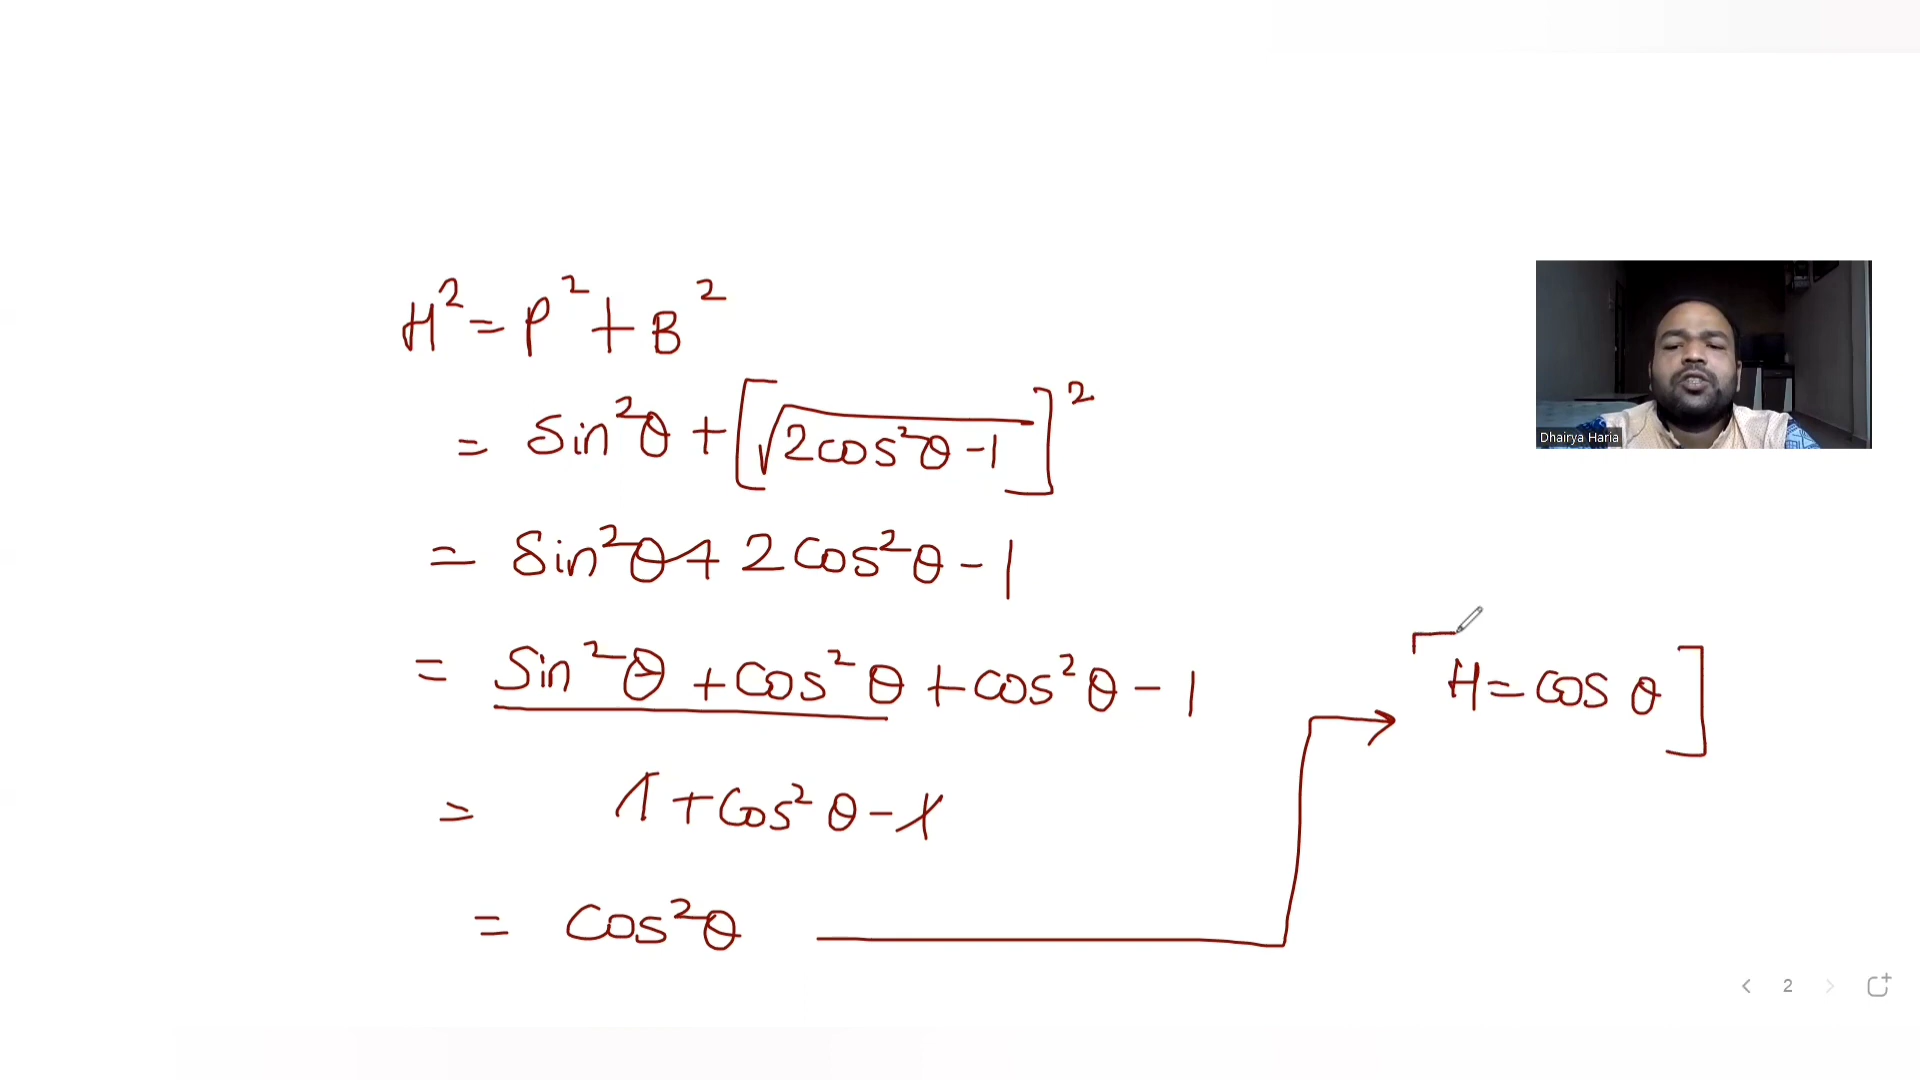 H² = P² + B²
= Sin²θ + [√2cos²θ - 1]²
= Sin²θ + 2cos²θ - 1
= Sin²θ + cos²θ + cos²θ - 1
= 1 + cos²θ - 1
= cos²θ
H = cos θ]
Dhairya Haria
2